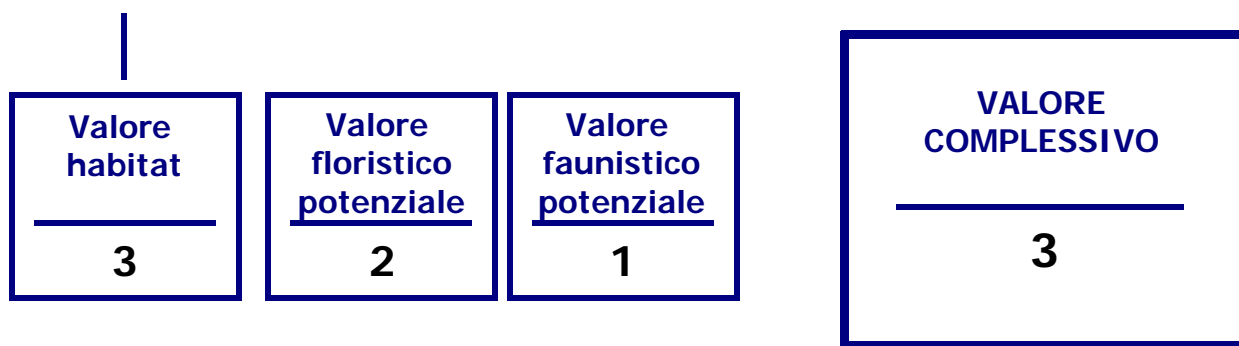 Valore
habitat
3
Valore
floristico
potenziale
2
Valore
faunistico
potenziale
1
VALORE
COMPLESSIVO
3